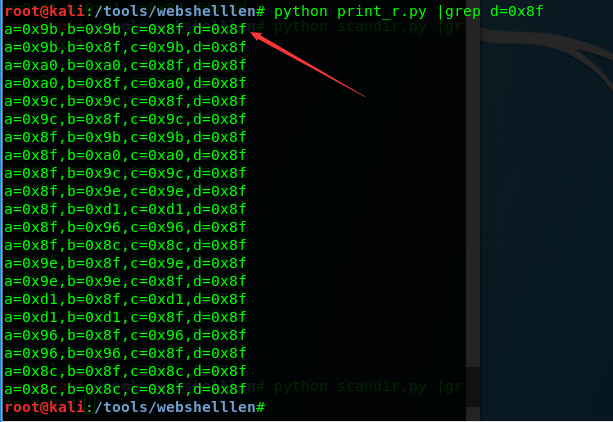 root@kali:/tools/webshelllen# python print_r.py |grep d=0x8f
a=0x9b,b=0x9b,c=0x8f,d=0x8f
a=0x9b,b=0x8f,c=0x9b,d=0x8f
a=0xa0,b=0xa0,c=0x8f,d=0x8f
a=0xa0,b=0x8f,c=0xa0,d=0x8f
a=0x9c,b=0x9c,c=0x8f,d=0x8f
a=0x9c,b=0x8f,c=0x9c,d=0x8f
a=0x8f,b=0x9b,c=0x9b,d=0x8f
a=0x8f,b=0xa0,c=0xa0,d=0x8f
a=0x8f,b=0x9c,c=0x9c,d=0x8f
a=0x8f,b=0x9e,c=0x9e,d=0x8f
a=0x8f,b=0xd1,c=0xd1,d=0x8f
a=0x8f,b=0x96,c=0x96,d=0x8f
a=0x8f,b=0x8c,c=0x8c,d=0x8f
a=0x9e,b=0x8f,c=0x9e,d=0x8f
a=0x9e,b=0x9e,c=0x8f,d=0x8f
a=0xd1,b=0x8f,c=0xd1,d=0x8f
a=0xd1,b=0xd1,c=0x8f,d=0x8f
a=0x96,b=0x8f,c=0x96,d=0x8f
a=0x96,b=0x96,c=0x8f,d=0x8f
a=0x8c,b=0x8f,c=0x8c,d=0x8f
a=0x8c,b=0x8c,c=0x8f,d=0x8f
root@kali:/tools/webshelllen#